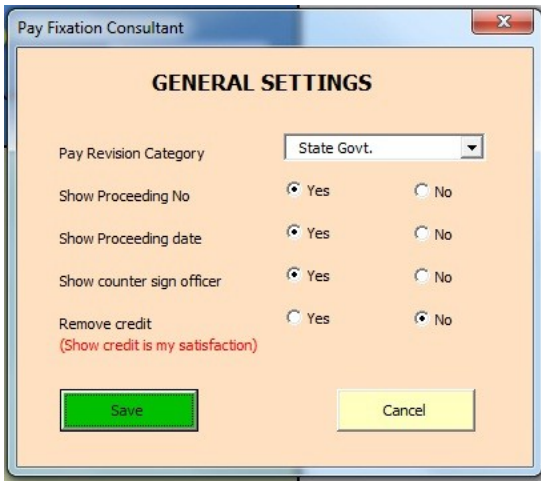 Pay Fixation Consultant
GENERAL SETTINGS
Pay Revision Category State Govt.
Show Proceeding No Yes No
Show Proceeding date Yes No
Show counter sign officer Yes No
Remove credit Yes No
(Show credit is my satisfaction)
Save Cancel